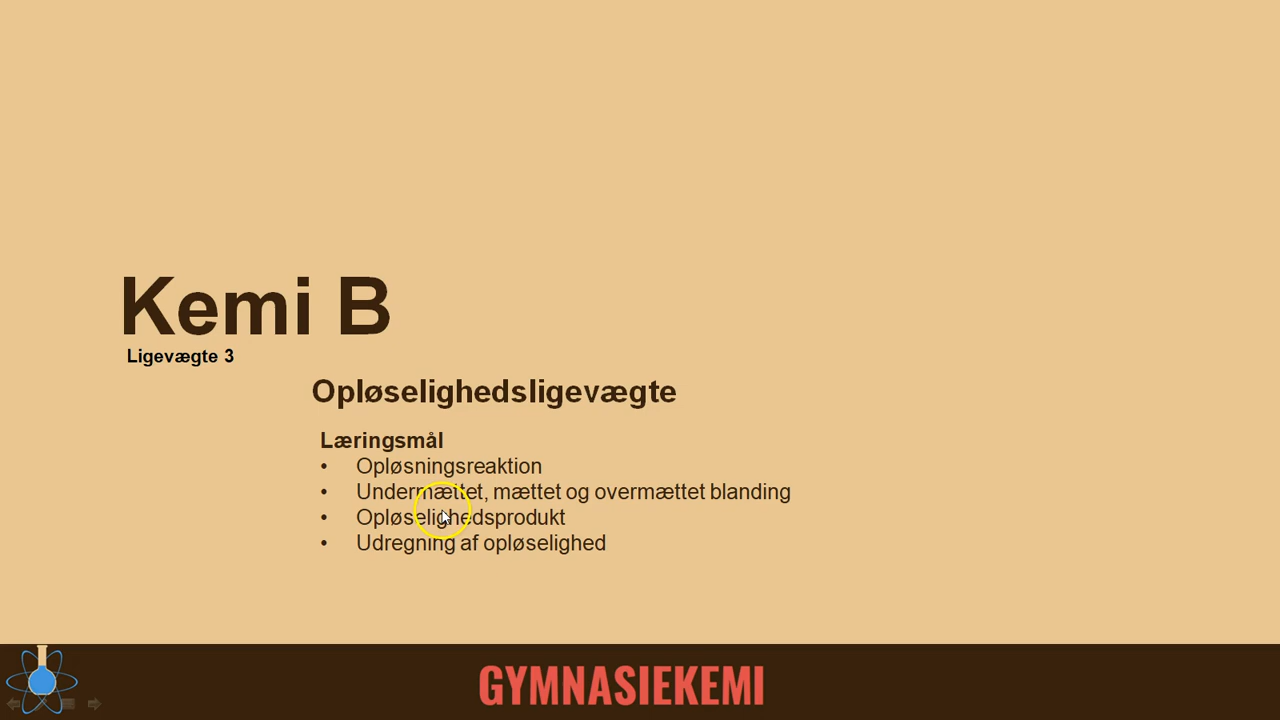 Kemi B
Ligevægte 3
Opløselighedsligevægte
Læringsmål
• Opløsningsreaktion
• Undermættet, mættet og overmættet blanding
• Opløselighedsprodukt
• Udregning af opløselighed
GYMNASIEKEMI